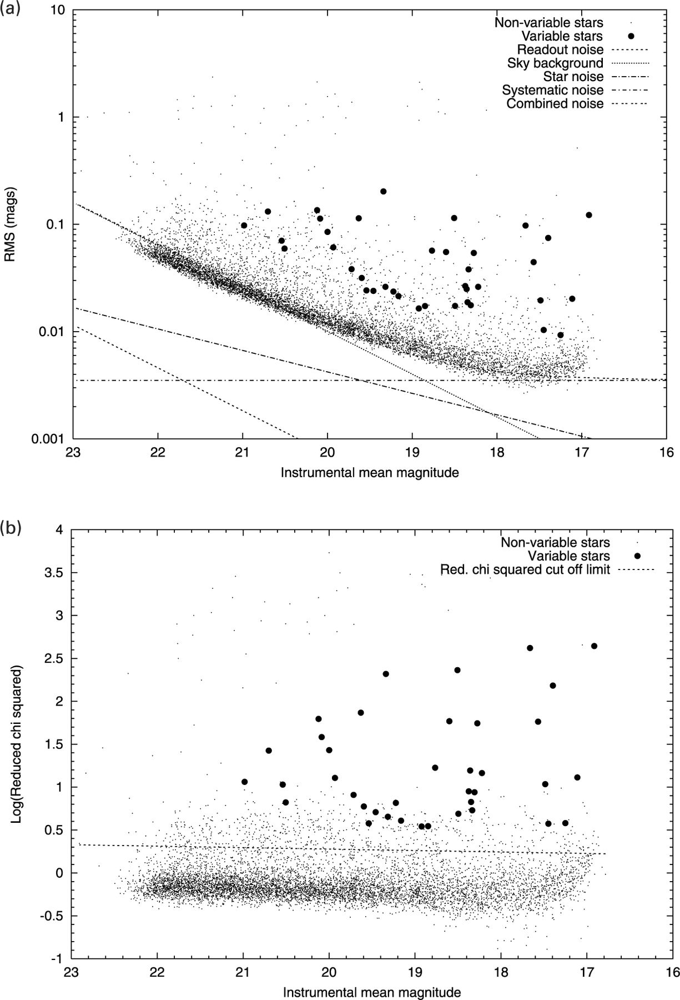 (a)
10
1
0.1
0.01
0.001
RMS (mags)
Non-variable stars
Variable stars
Readout noise
Sky background
Star noise
Systematic noise
Combined noise
23 22 21 20 19 18 17 16
Instrumental mean magnitude
(b)
4
3.5
3
2.5
2
1.5
1
0.5
0
-0.5
-1
Log(Reduced chi squared)
Non-variable stars
Variable stars
Red. chi squared cut off limit
23 22 21 20 19 18 17 16
Instrumental mean magnitude